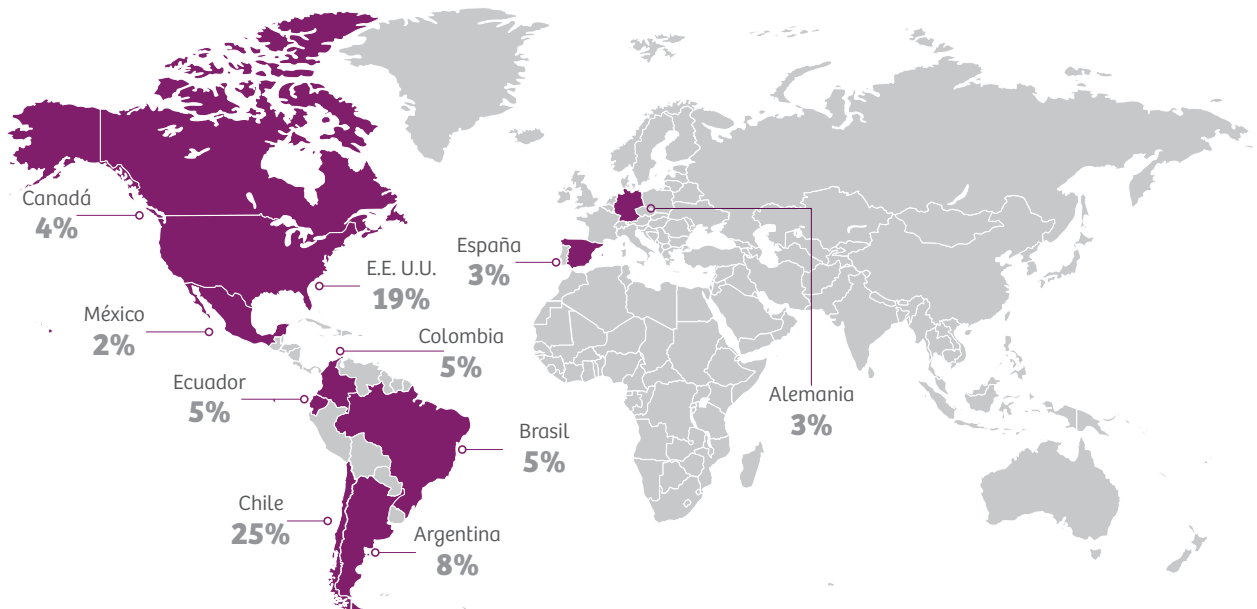 Canadá
4%
E.E. U.U.
19%
México
2%
Colombia
5%
Ecuador
5%
Brasil
5%
Chile
25%
Argentina
8%
España
3%
Alemania
3%